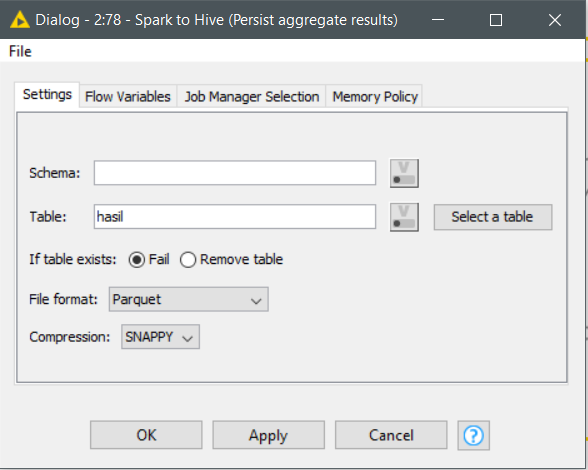 Dialog - 2:78 - Spark to Hive (Persist aggregate results)
File
Settings Flow Variables Job Manager Selection Memory Policy
Schema:
Table: hasil Select a table
If table exists: Fail Remove table
File format: Parquet
Compression: SNAPPY
OK Apply Cancel ?